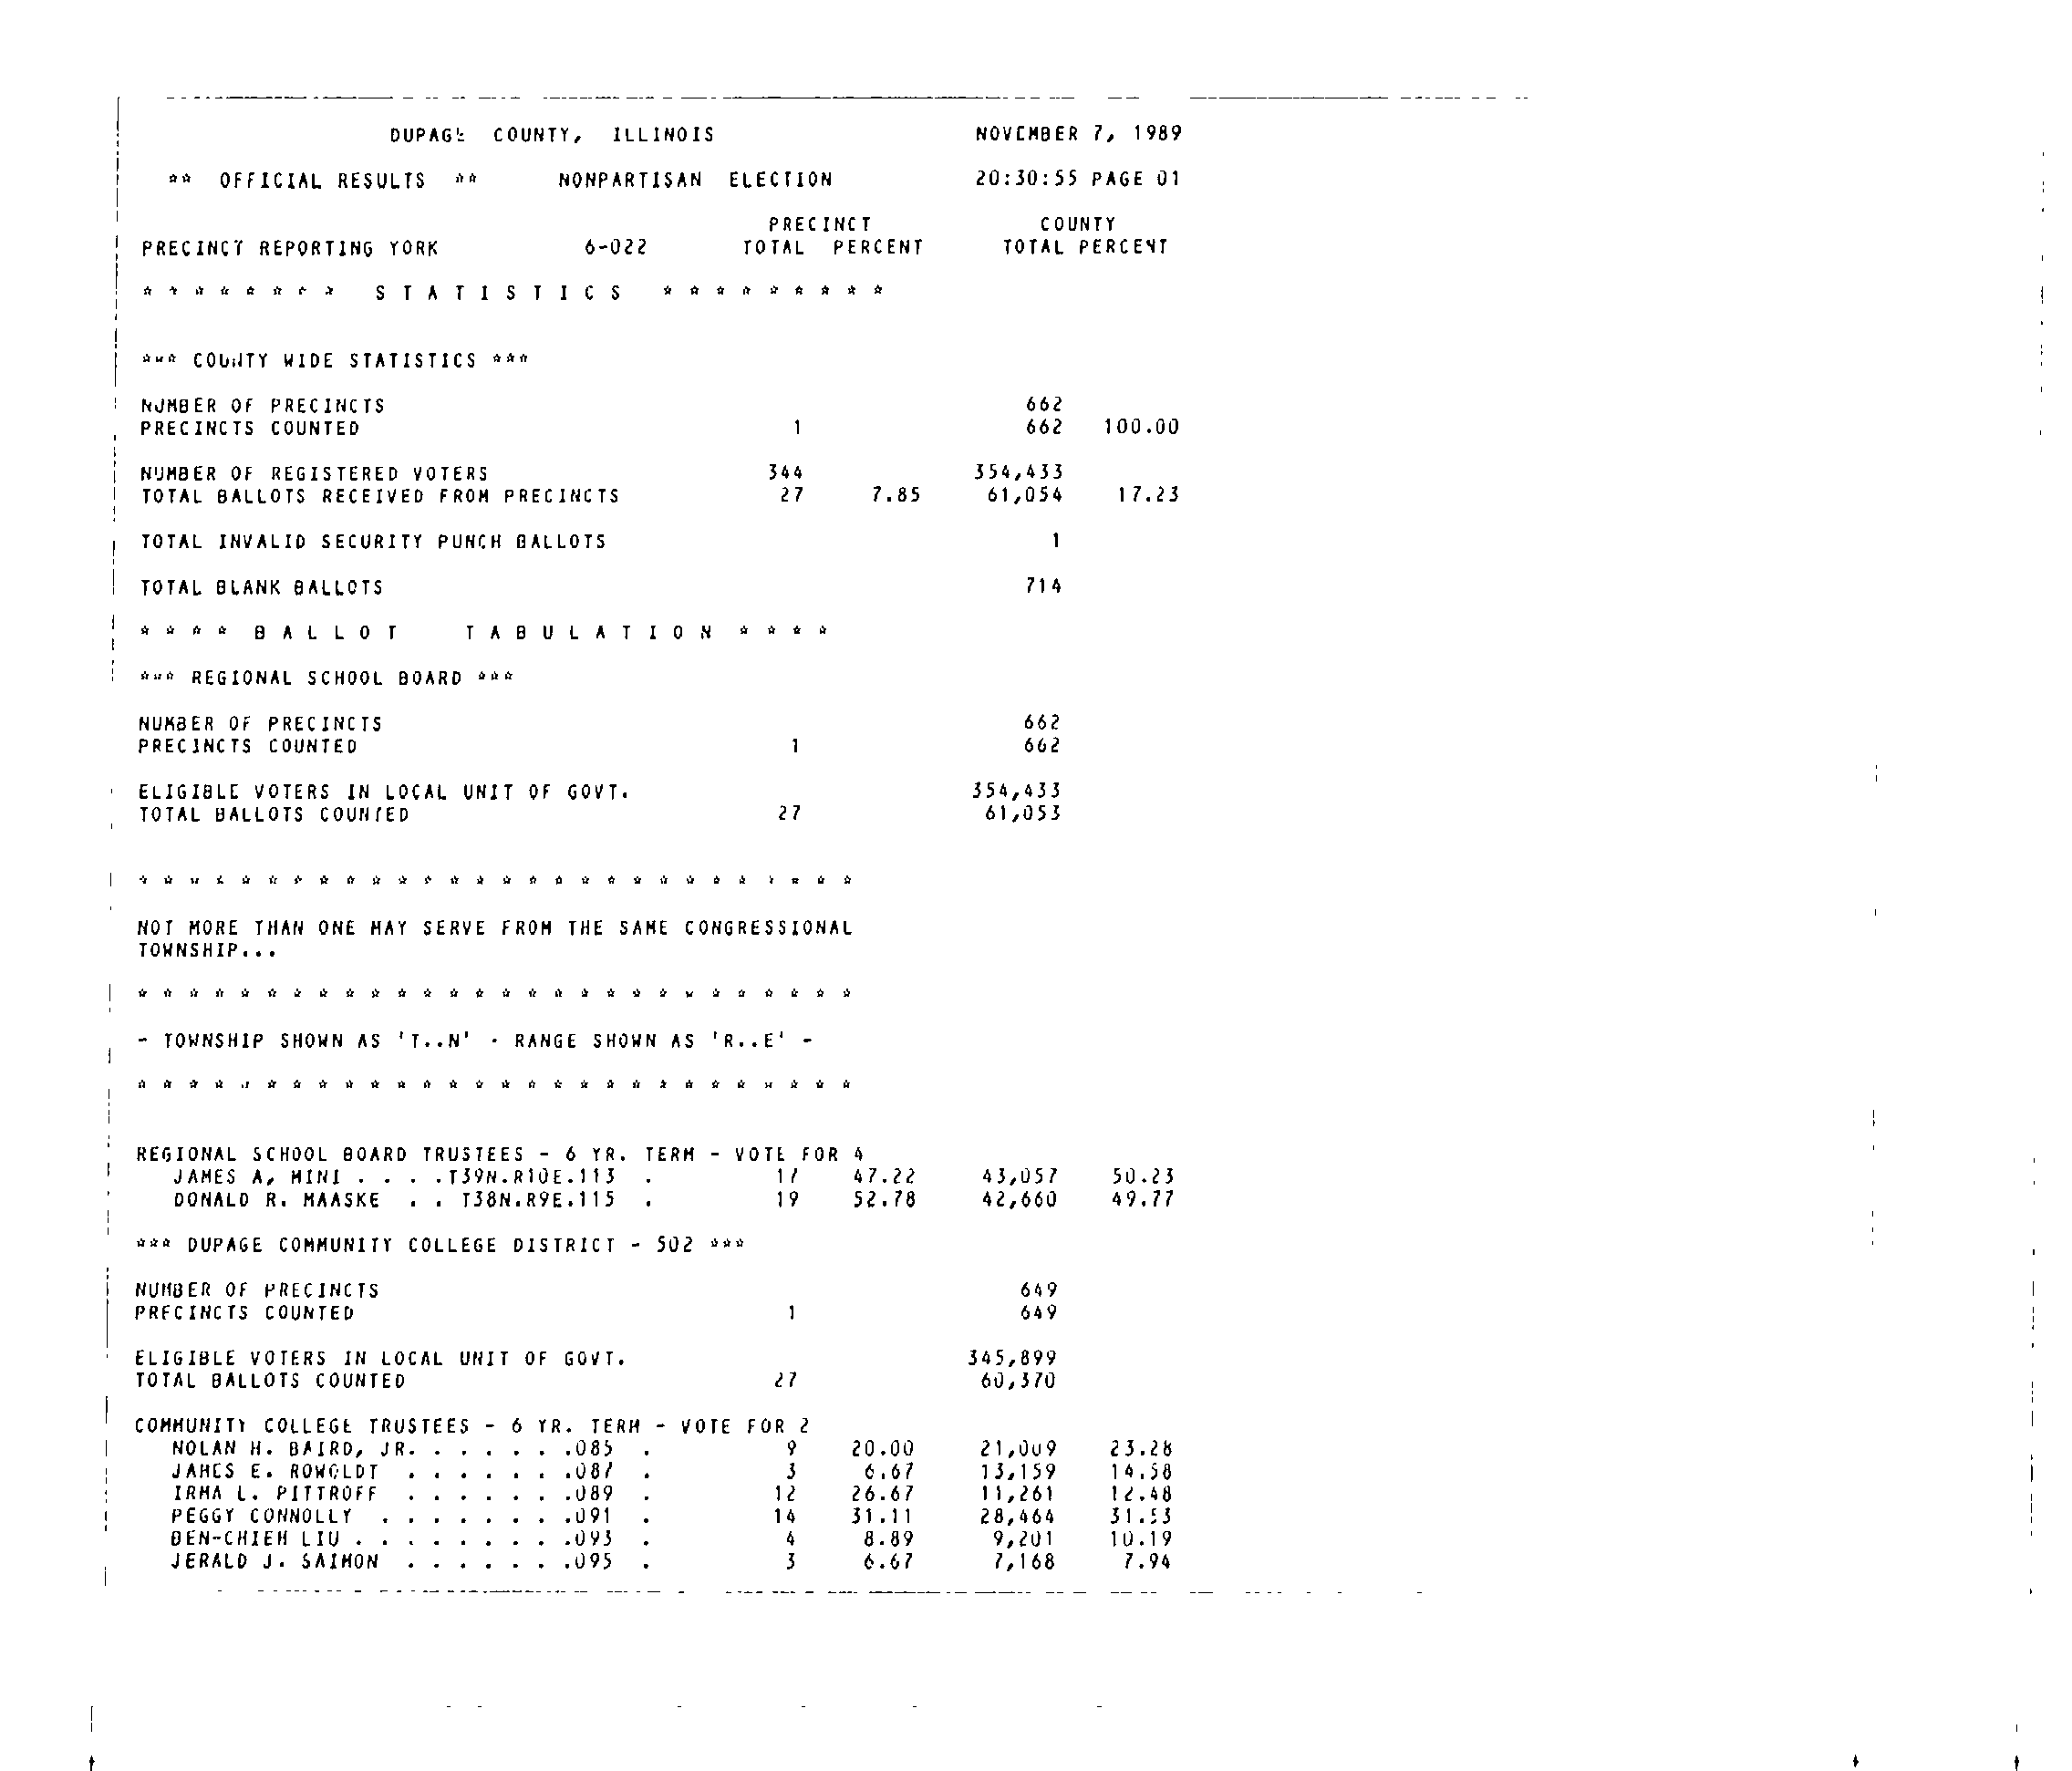 DUPAGE COUNTY, ILLINOIS NOVEMBER 7, 1989
** OFFICIAL RESULTS ** NONPARTISAN ELECTION 20:30:55 PAGE 01
PRECINCT COUNTY
PRECINCT REPORTING YORK 6-022 TOTAL PERCENT TOTAL PERCENT
* * * * * * * * S T A T I S T I C S * * * * * * * * *
*** COUNTY WIDE STATISTICS ***
NUMBER OF PRECINCTS 662
PRECINCTS COUNTED 1 662 100.00
NUMBER OF REGISTERED VOTERS 344 354,433
TOTAL BALLOTS RECEIVED FROM PRECINCTS 27 7.85 61,054 17.23
TOTAL INVALID SECURITY PUNCH BALLOTS 1
TOTAL BLANK BALLOTS 714
* * * * B A L L O T T A B U L A T I O N * * * *
*** REGIONAL SCHOOL BOARD ***
NUMBER OF PRECINCTS 662
PRECINCTS COUNTED 1 662
ELIGIBLE VOTERS IN LOCAL UNIT OF GOVT. 354,433
TOTAL BALLOTS COUNTED 27 61,053
* * * * * * * * * * * * * * * * * * * * * * * * * * * *
NOT MORE THAN ONE MAY SERVE FROM THE SAME CONGRESSIONAL
TOWNSHIP...
* * * * * * * * * * * * * * * * * * * * * * * * * * * *
- TOWNSHIP SHOWN AS 'T..N' - RANGE SHOWN AS 'R..E' -
* * * * * * * * * * * * * * * * * * * * * * * * * * * *
REGIONAL SCHOOL BOARD TRUSTEES - 6 YR. TERM - VOTE FOR 4
JAMES A. MINI . . . .T39N.R10E.113 . 17 47.22 43,057 50.23
DONALD R. MAASKE . . T38N.R9E.115 . 19 52.78 42,660 49.77
*** DUPAGE COMMUNITY COLLEGE DISTRICT - 502 ***
NUMBER OF PRECINCTS 649
PRECINCTS COUNTED 1 649
ELIGIBLE VOTERS IN LOCAL UNIT OF GOVT. 345,899
TOTAL BALLOTS COUNTED 27 60,370
COMMUNITY COLLEGE TRUSTEES - 6 YR. TERM - VOTE FOR 2
NOLAN H. BAIRD, JR. . . . . . .085 . 9 20.00 21,009 23.28
JAMES E. ROWOLDT . . . . . . .087 . 3 6.67 13,159 14.58
IRMA L. PITTROFF . . . . . . .089 . 12 26.67 11,261 12.48
PEGGY CONNOLLY . . . . . . . .091 . 14 31.11 28,464 31.53
BEN-CHIEH LIU . . . . . . . . .093 . 4 8.89 9,201 10.19
JERALD J. SAIMON . . . . . . .095 . 3 6.67 7,168 7.94